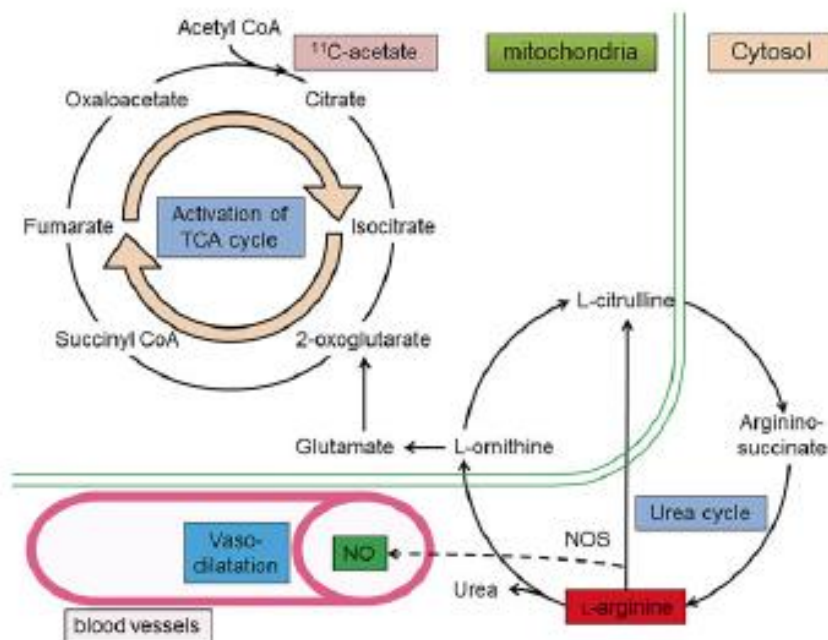 Acetyl CoA
¹¹C-acetate
mitochondria
Cytosol
Oxaloacetate
Citrate
Fumarate
Activation of
TCA cycle
Isocitrate
Succinyl CoA
2-oxoglutarate
L-citrulline
Glutamate
L-ornithine
Arginino-
succinate
Urea cycle
Vaso-
dilatation
NO
NOS
Urea
L-arginine
blood vessels